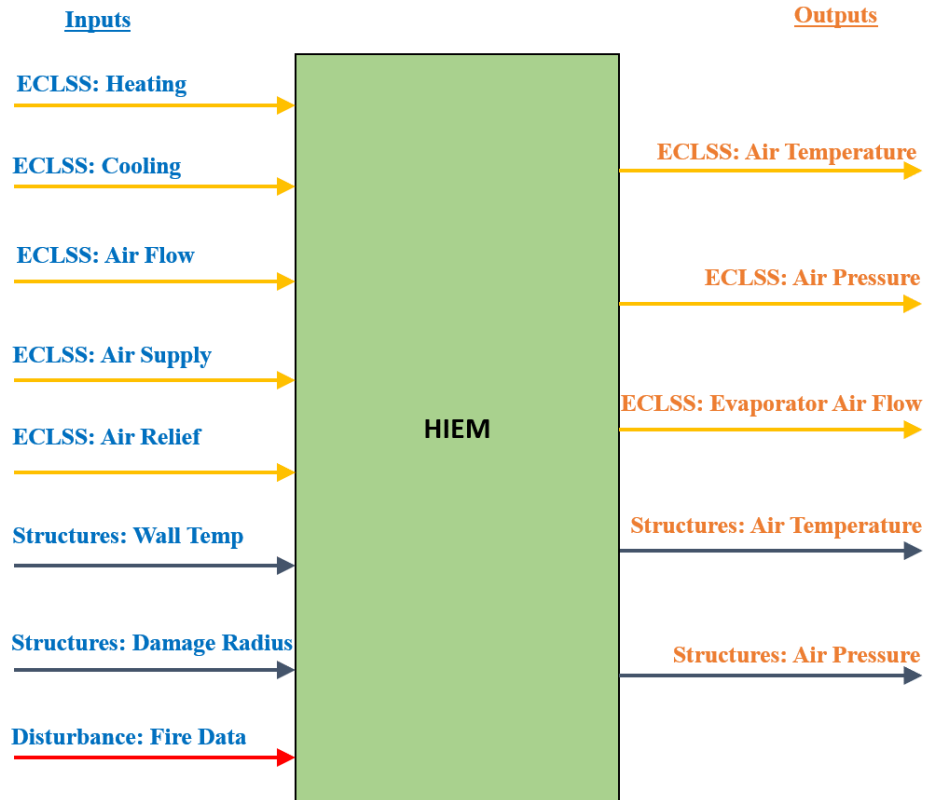 Inputs
Outputs
ECLSS: Heating
ECLSS: Cooling
ECLSS: Air Flow
ECLSS: Air Supply
ECLSS: Air Relief
Structures: Wall Temp
Structures: Damage Radius
Disturbance: Fire Data
HIEM
ECLSS: Air Temperature
ECLSS: Air Pressure
ECLSS: Evaporator Air Flow
Structures: Air Temperature
Structures: Air Pressure